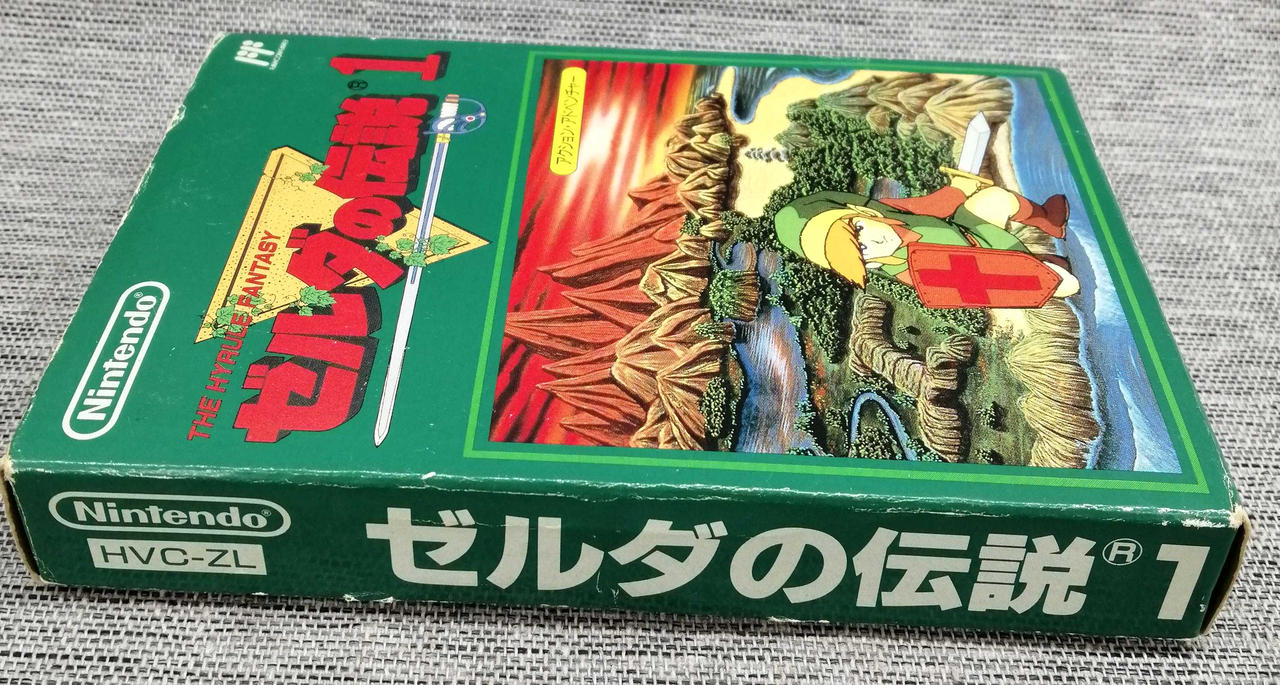 Nintendo®
THE HYRULE FANTASY
ゼルダの伝説®1
アクション・アドベンチャー
Nintendo®
HVC-ZL
ゼルダの伝説®1